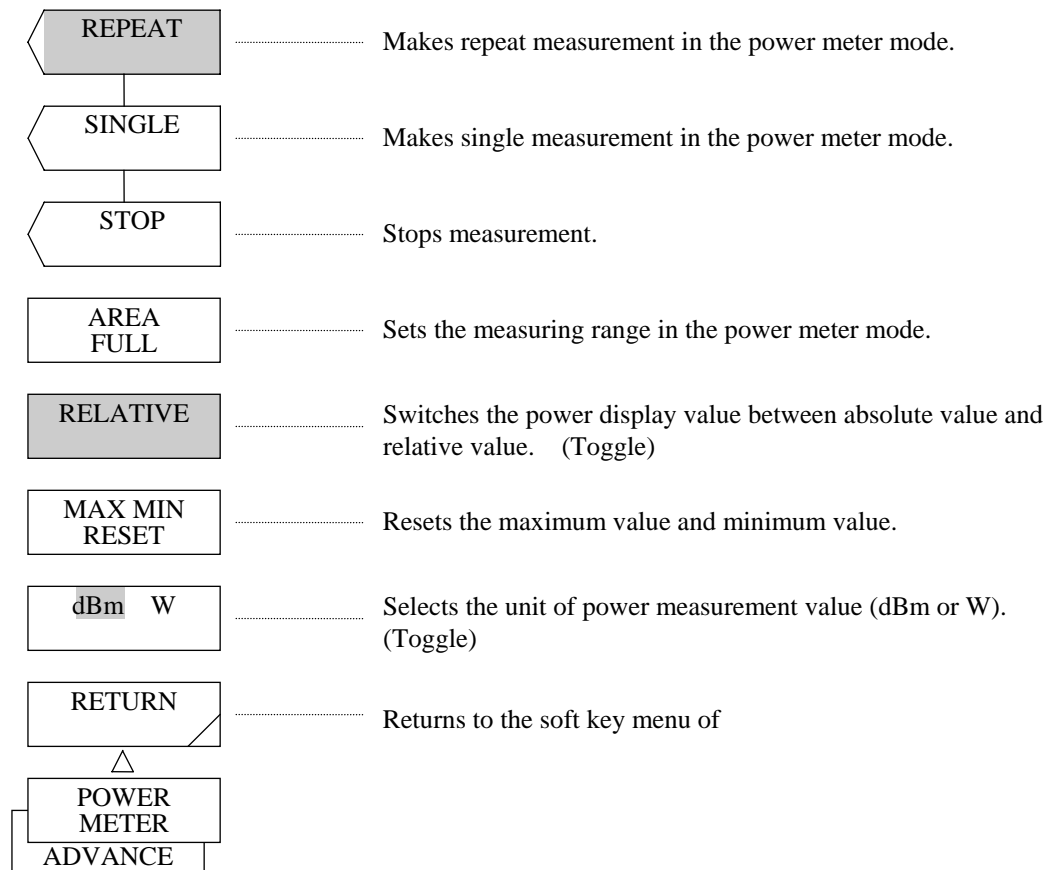 REPEAT
Makes repeat measurement in the power meter mode.
SINGLE
Makes single measurement in the power meter mode.
STOP
Stops measurement.
AREA
FULL
Sets the measuring range in the power meter mode.
RELATIVE
Switches the power display value between absolute value and
relative value. (Toggle)
MAX MIN
RESET
Resets the maximum value and minimum value.
dBm W
Selects the unit of power measurement value (dBm or W).
(Toggle)
RETURN
Returns to the soft key menu of
POWER
METER
ADVANCE